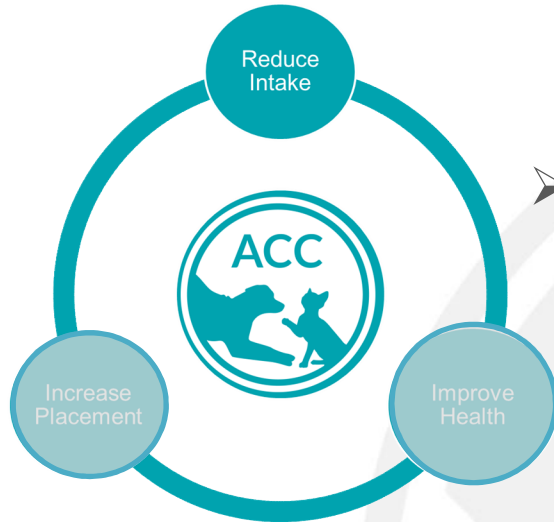 Reduce
Intake
ACC
Increase
Placement
Improve
Health